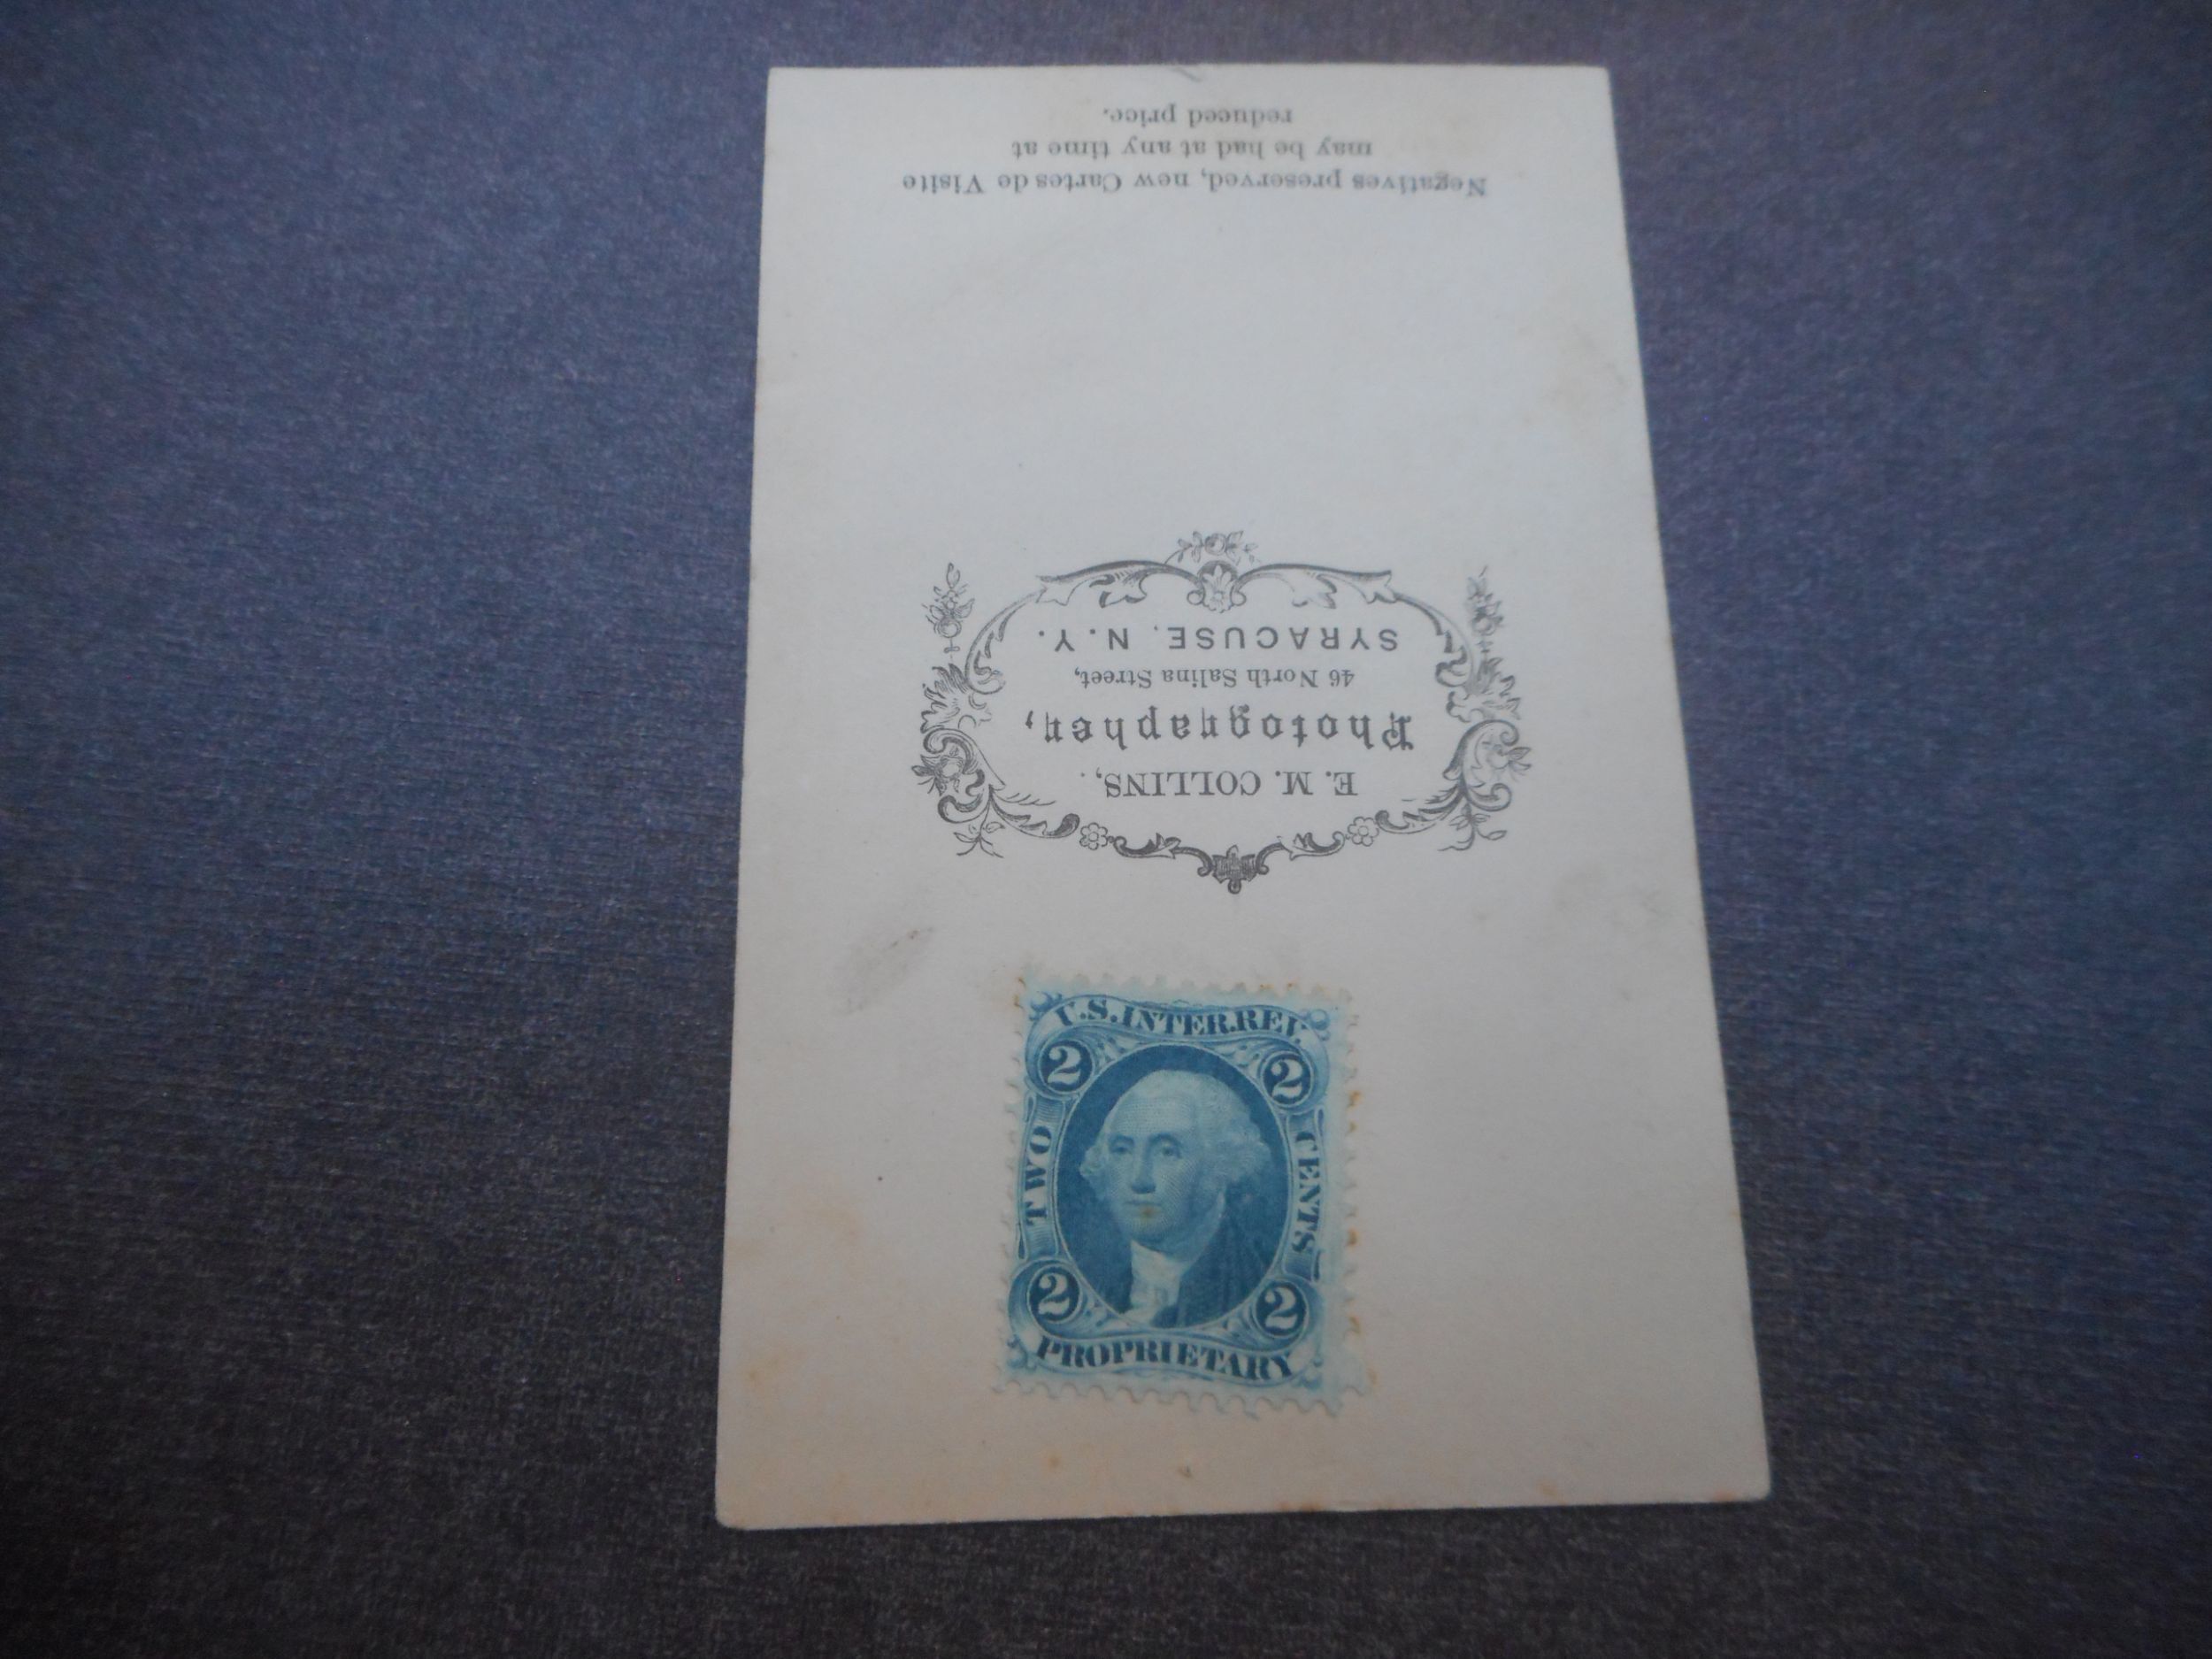 E. M. COLLINS,
Photographer,
46 North Salina Street,
SYRACUSE, N.Y.
Negatives preserved, new Cartes de Visite
may be had at any time at
reduced price.
U.S. INTER. REV.
2 2
TWO CENTS
2 2
PROPRIETARY